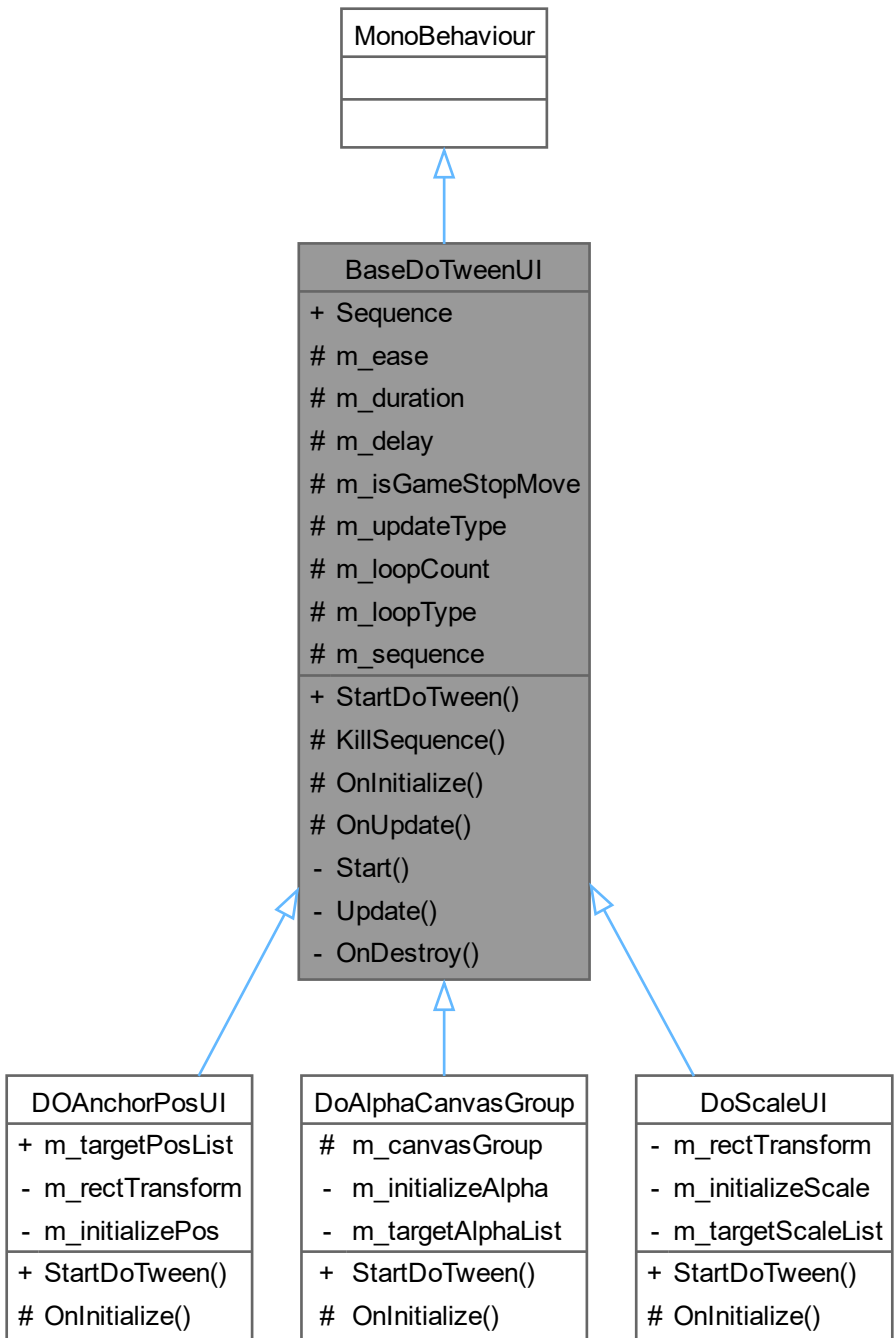 MonoBehaviour
BaseDoTweenUI
+ Sequence
# m_ease
# m_duration
# m_delay
# m_isGameStopMove
# m_updateType
# m_loopCount
# m_loopType
# m_sequence
+ StartDoTween()
# KillSequence()
# OnInitialize()
# OnUpdate()
- Start()
- Update()
- OnDestroy()
DOAnchorPosUI
+ m_targetPosList
- m_rectTransform
- m_initializePos
+ StartDoTween()
# OnInitialize()
DoAlphaCanvasGroup
# m_canvasGroup
- m_initializeAlpha
- m_targetAlphaList
+ StartDoTween()
# OnInitialize()
DoScaleUI
- m_rectTransform
- m_initializeScale
- m_targetScaleList
+ StartDoTween()
# OnInitialize()